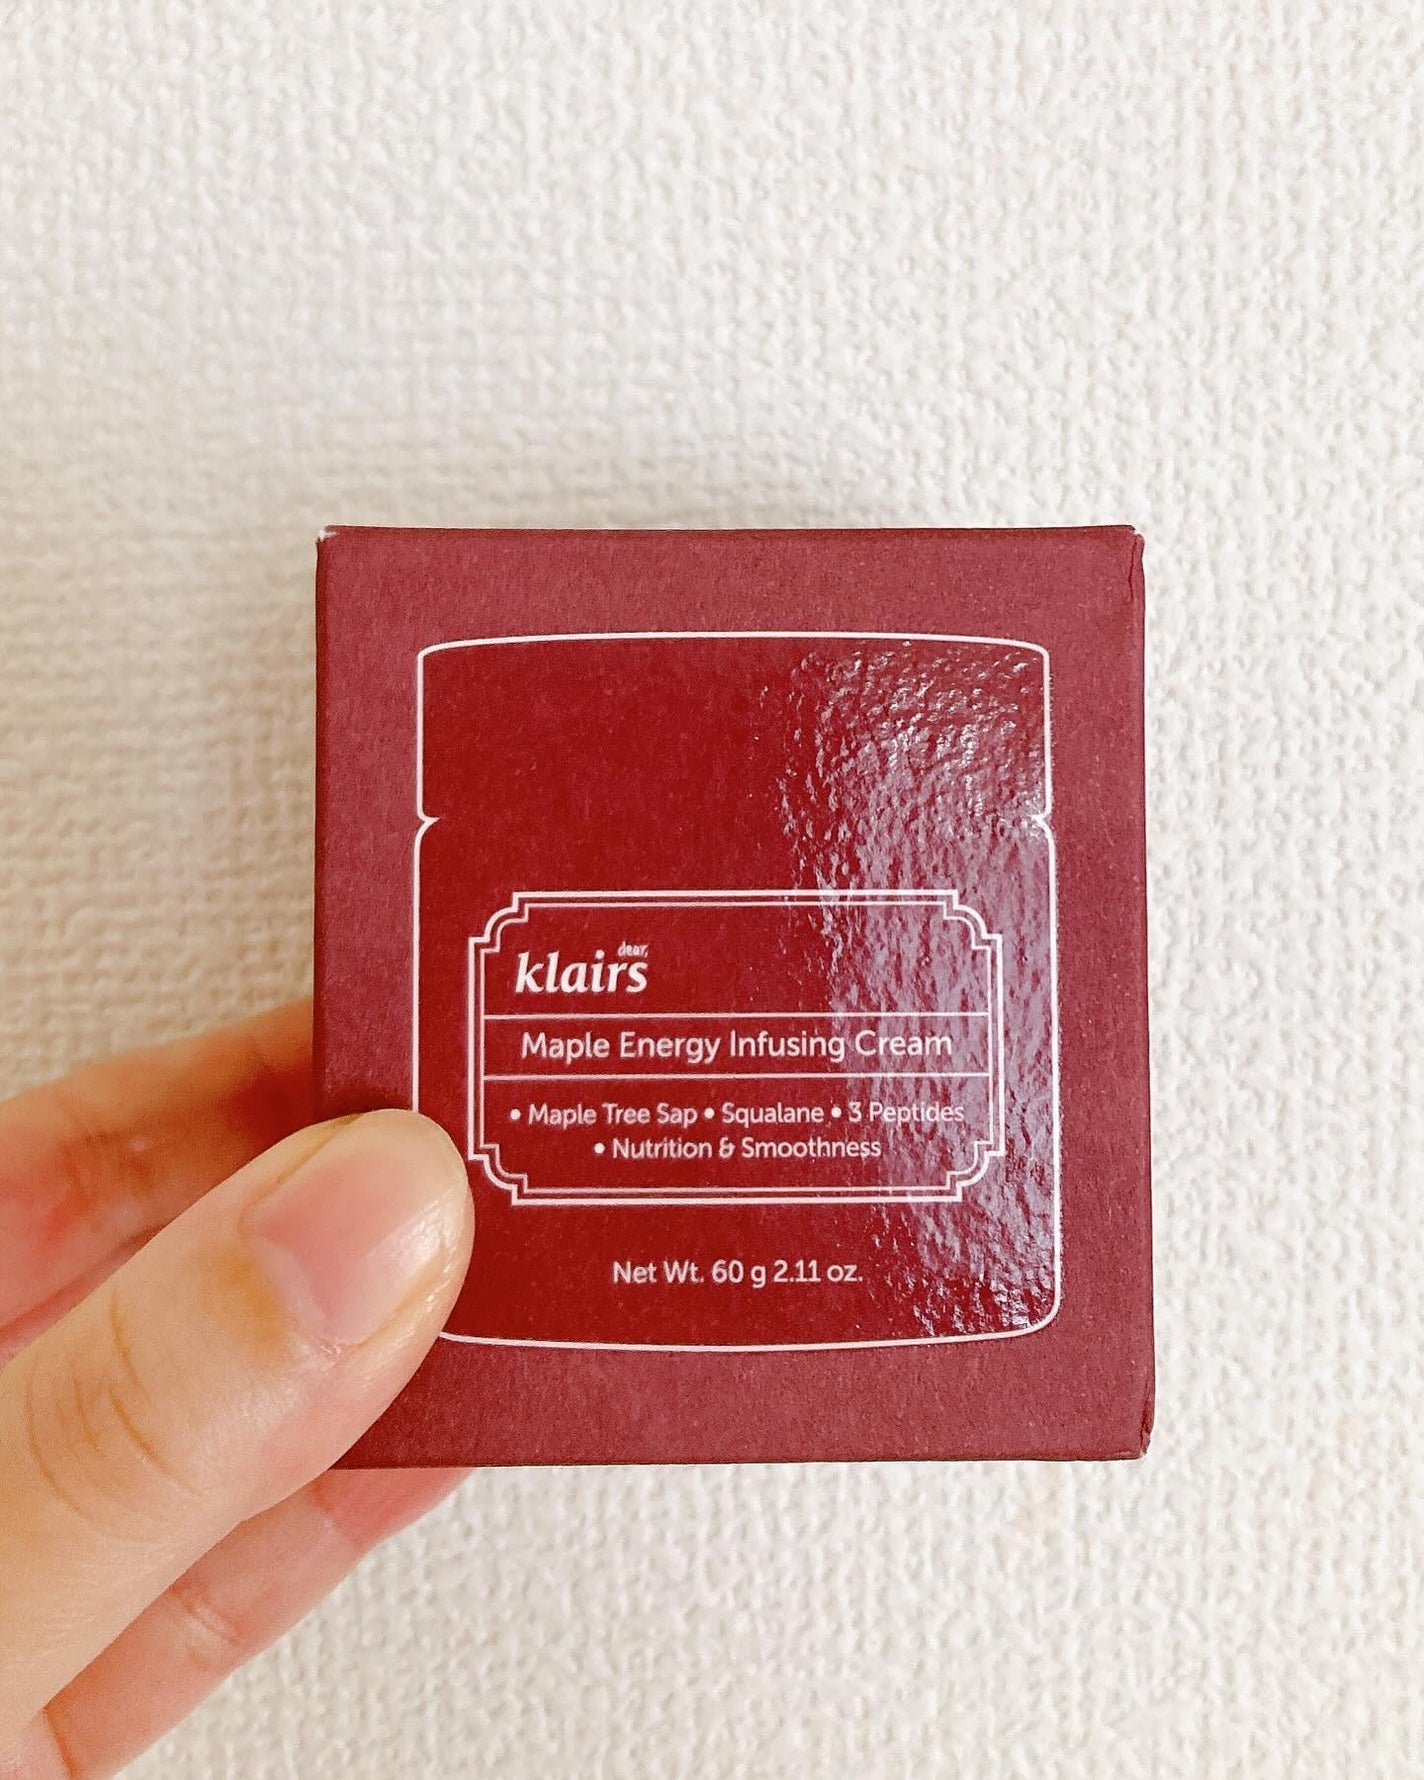 dear,
klairs
Maple Energy Infusing Cream
• Maple Tree Sap • Squalane • 3 Peptides
• Nutrition & Smoothness
Net Wt. 60 g 2.11 oz.